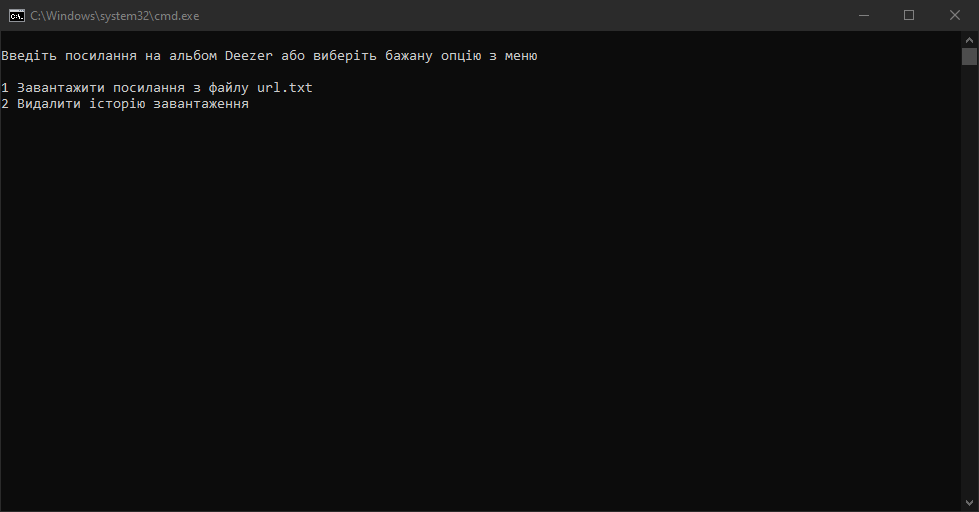 C:\Windows\system32\cmd.exe
Введіть посилання на альбом Deezer або виберіть бажану опцію з меню
1 Завантажити посилання з файлу url.txt
2 Видалити історію завантаження